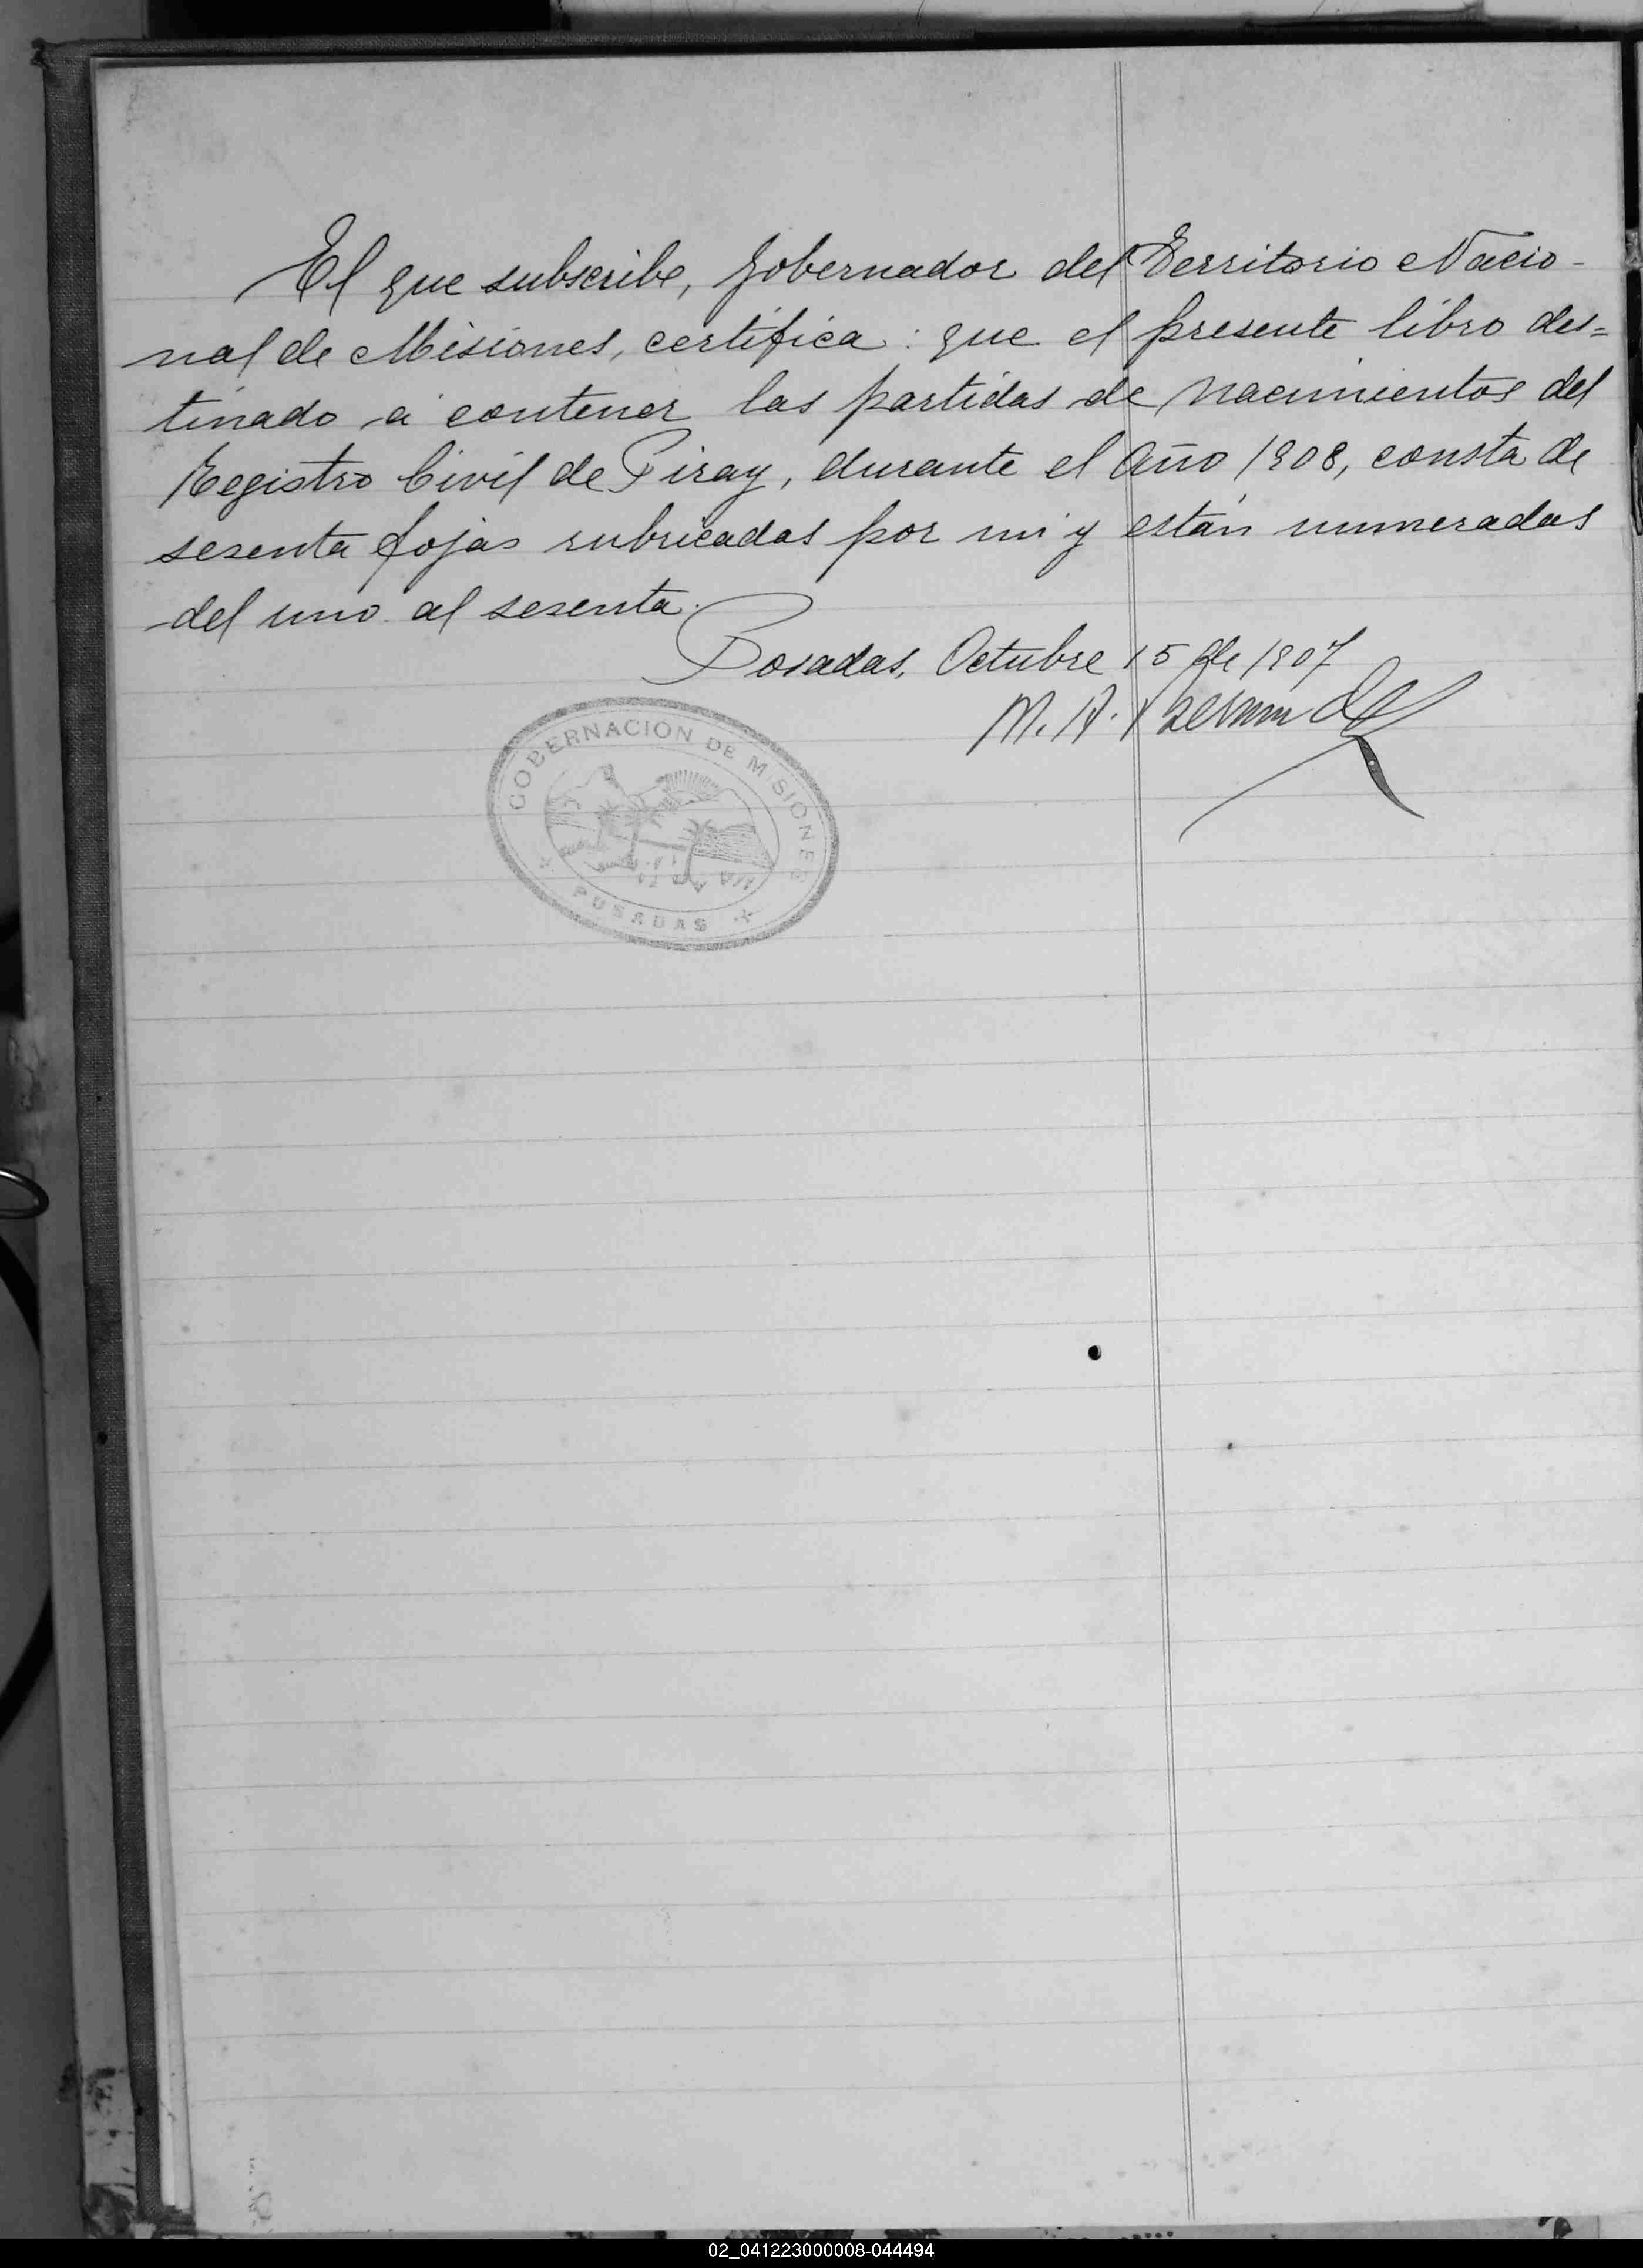 El que subscribe, Gobernador del Territorio Nacio-
nal de Misiones, certifica: que el presente libro des=
tinado á contener las partidas de Nacimientos del
Registro Civil de Piray, durante el Año 1908, consta de
sesenta fojas rubricadas por mi y están numeradas
del uno al sesenta.
Posadas, Octubre 15 de 1907
M. A.
GOBERNACION DE MISIONES
POSADAS
02_041223000008-044494